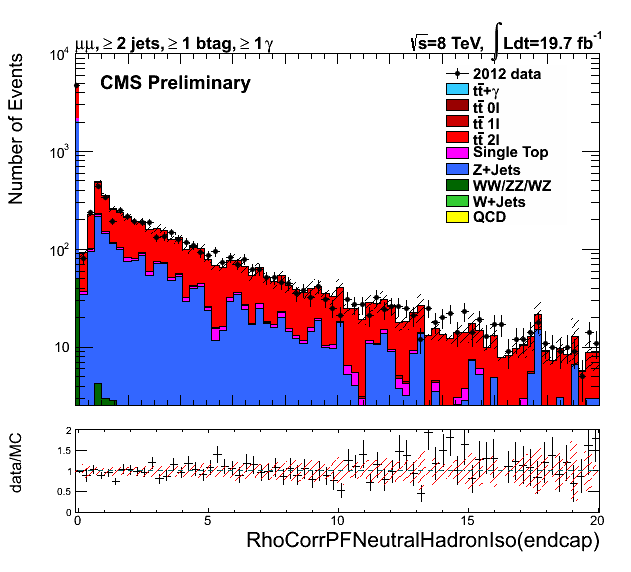 μμ, ≥ 2 jets, ≥ 1 btag, ≥ 1 γ
√s=8 TeV, ∫ Ldt=19.7 fb⁻¹
CMS Preliminary
Number of Events
10⁴
10³
10²
10
2012 data
tt̄+γ
tt̄ 0l
tt̄ 1l
tt̄ 2l
Single Top
Z+Jets
WW/ZZ/WZ
W+Jets
QCD
data/MC
2
1.5
1
0.5
0
0 5 10 15 20
RhoCorrPFNeutralHadronIso(endcap)